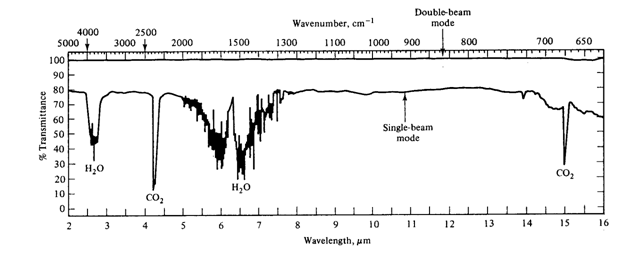 Double-beam
mode
Wavenumber, cm⁻¹
5000 4000 3000 2500 2000 1500 1300 1100 1000 900 800 700 650
100
90
80
70
60
50
40
30
20
10
0
% Transmittance
Single-beam
mode
H₂O
CO₂
H₂O
CO₂
2 3 4 5 6 7 8 9 10 11 12 13 14 15 16
Wavelength, μm